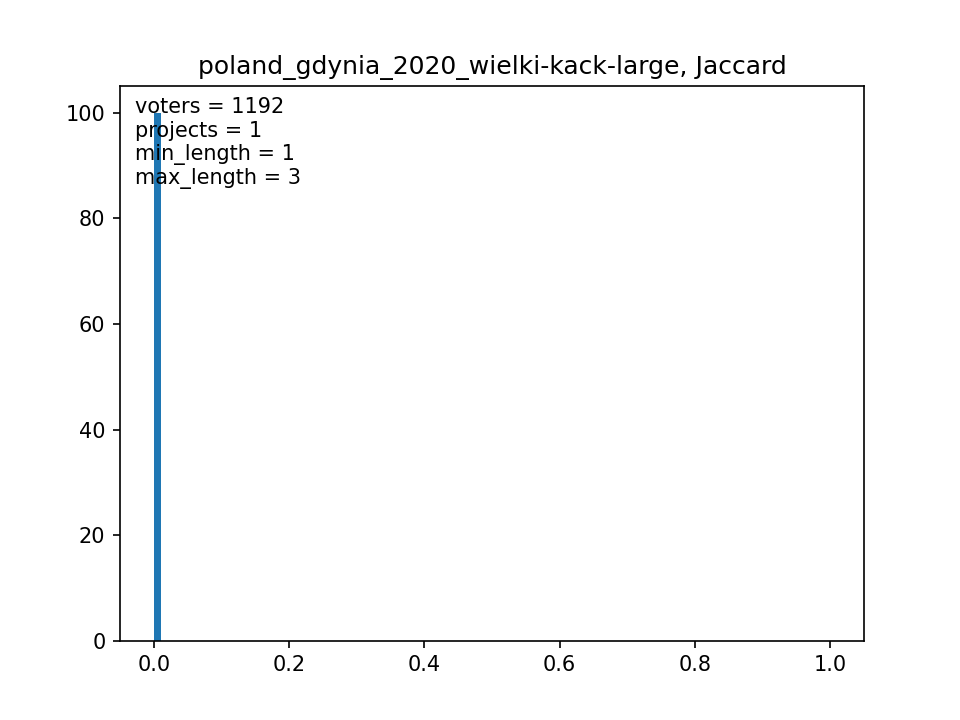 poland_gdynia_2020_wielki-kack-large, Jaccard
voters = 1192
projects = 1
min_length = 1
max_length = 3
100
80
60
40
20
0
0.0 0.2 0.4 0.6 0.8 1.0